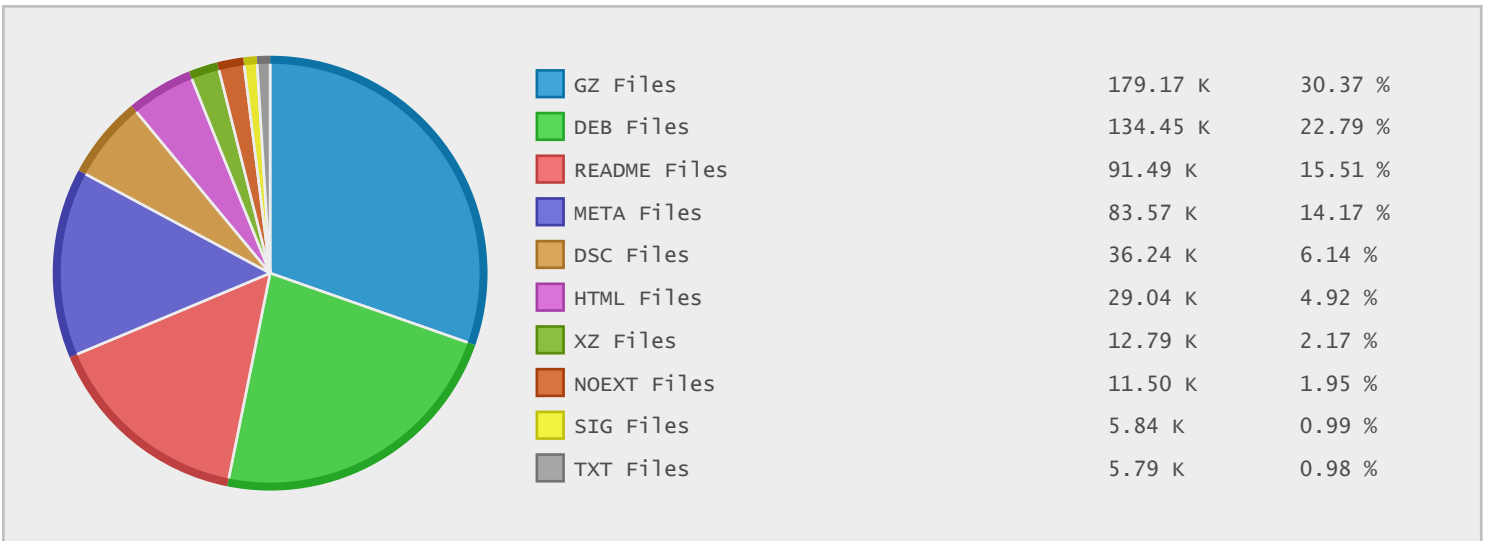 GZ Files 179.17 K 30.37 %
DEB Files 134.45 K 22.79 %
README Files 91.49 K 15.51 %
META Files 83.57 K 14.17 %
DSC Files 36.24 K 6.14 %
HTML Files 29.04 K 4.92 %
XZ Files 12.79 K 2.17 %
NOEXT Files 11.50 K 1.95 %
SIG Files 5.84 K 0.99 %
TXT Files 5.79 K 0.98 %